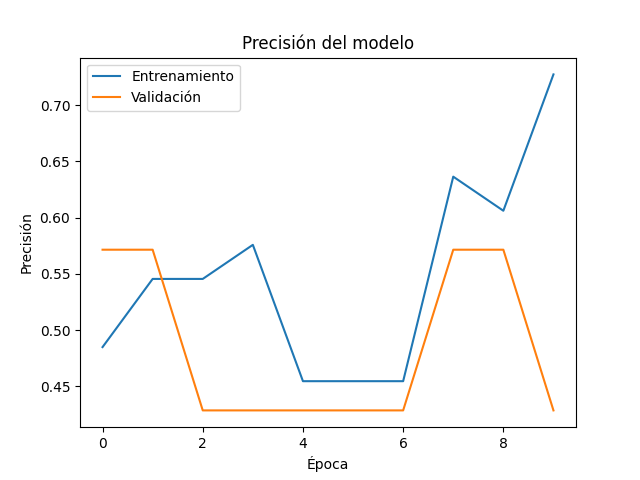 Precisión del modelo
Entrenamiento
Validación
Precisión
0.70
0.65
0.60
0.55
0.50
0.45
0 2 4 6 8
Época